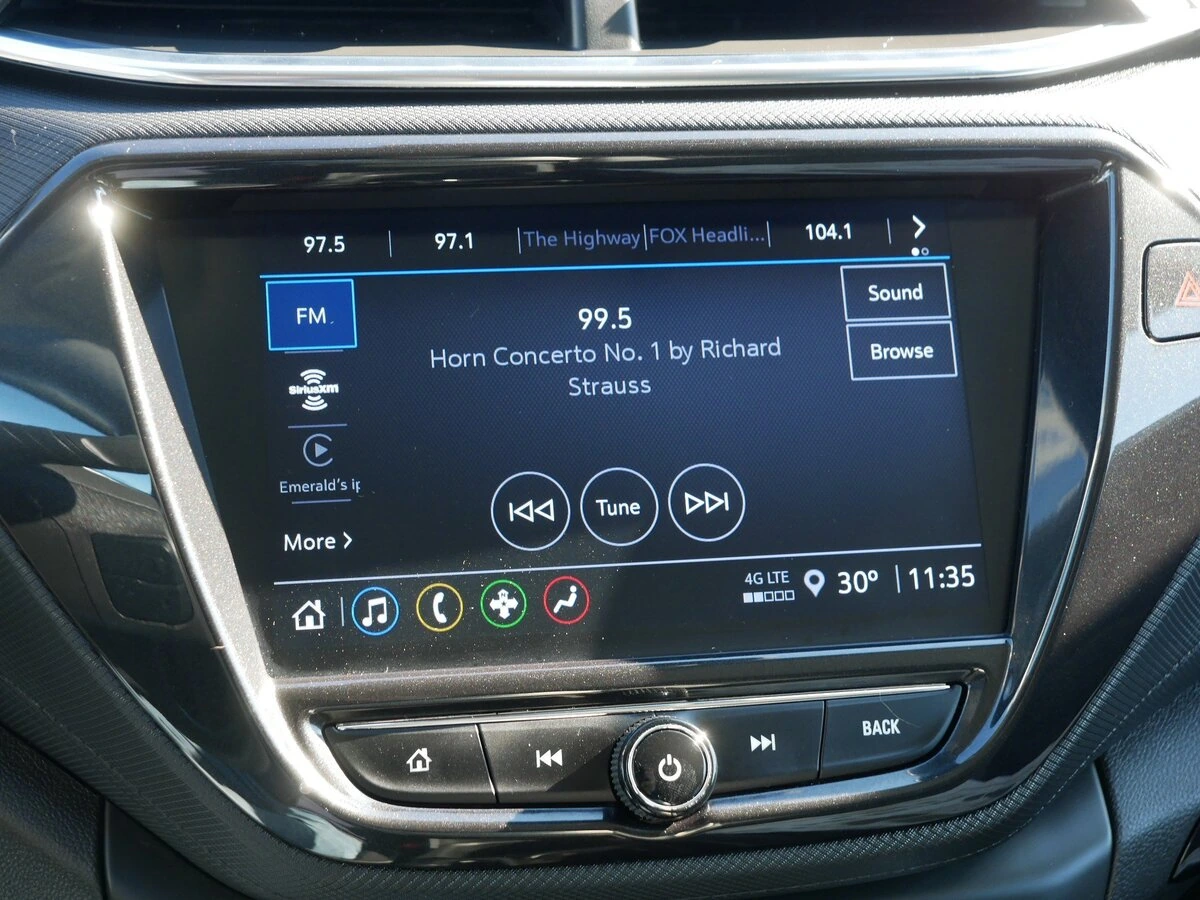 97.5 97.1 The Highway FOX Headli... 104.1
FM
Sound
99.5
Horn Concerto No. 1 by Richard
Strauss
Browse
SiriusXM
Emerald's ip
Tune
More
4G LTE
30° 11:35
BACK